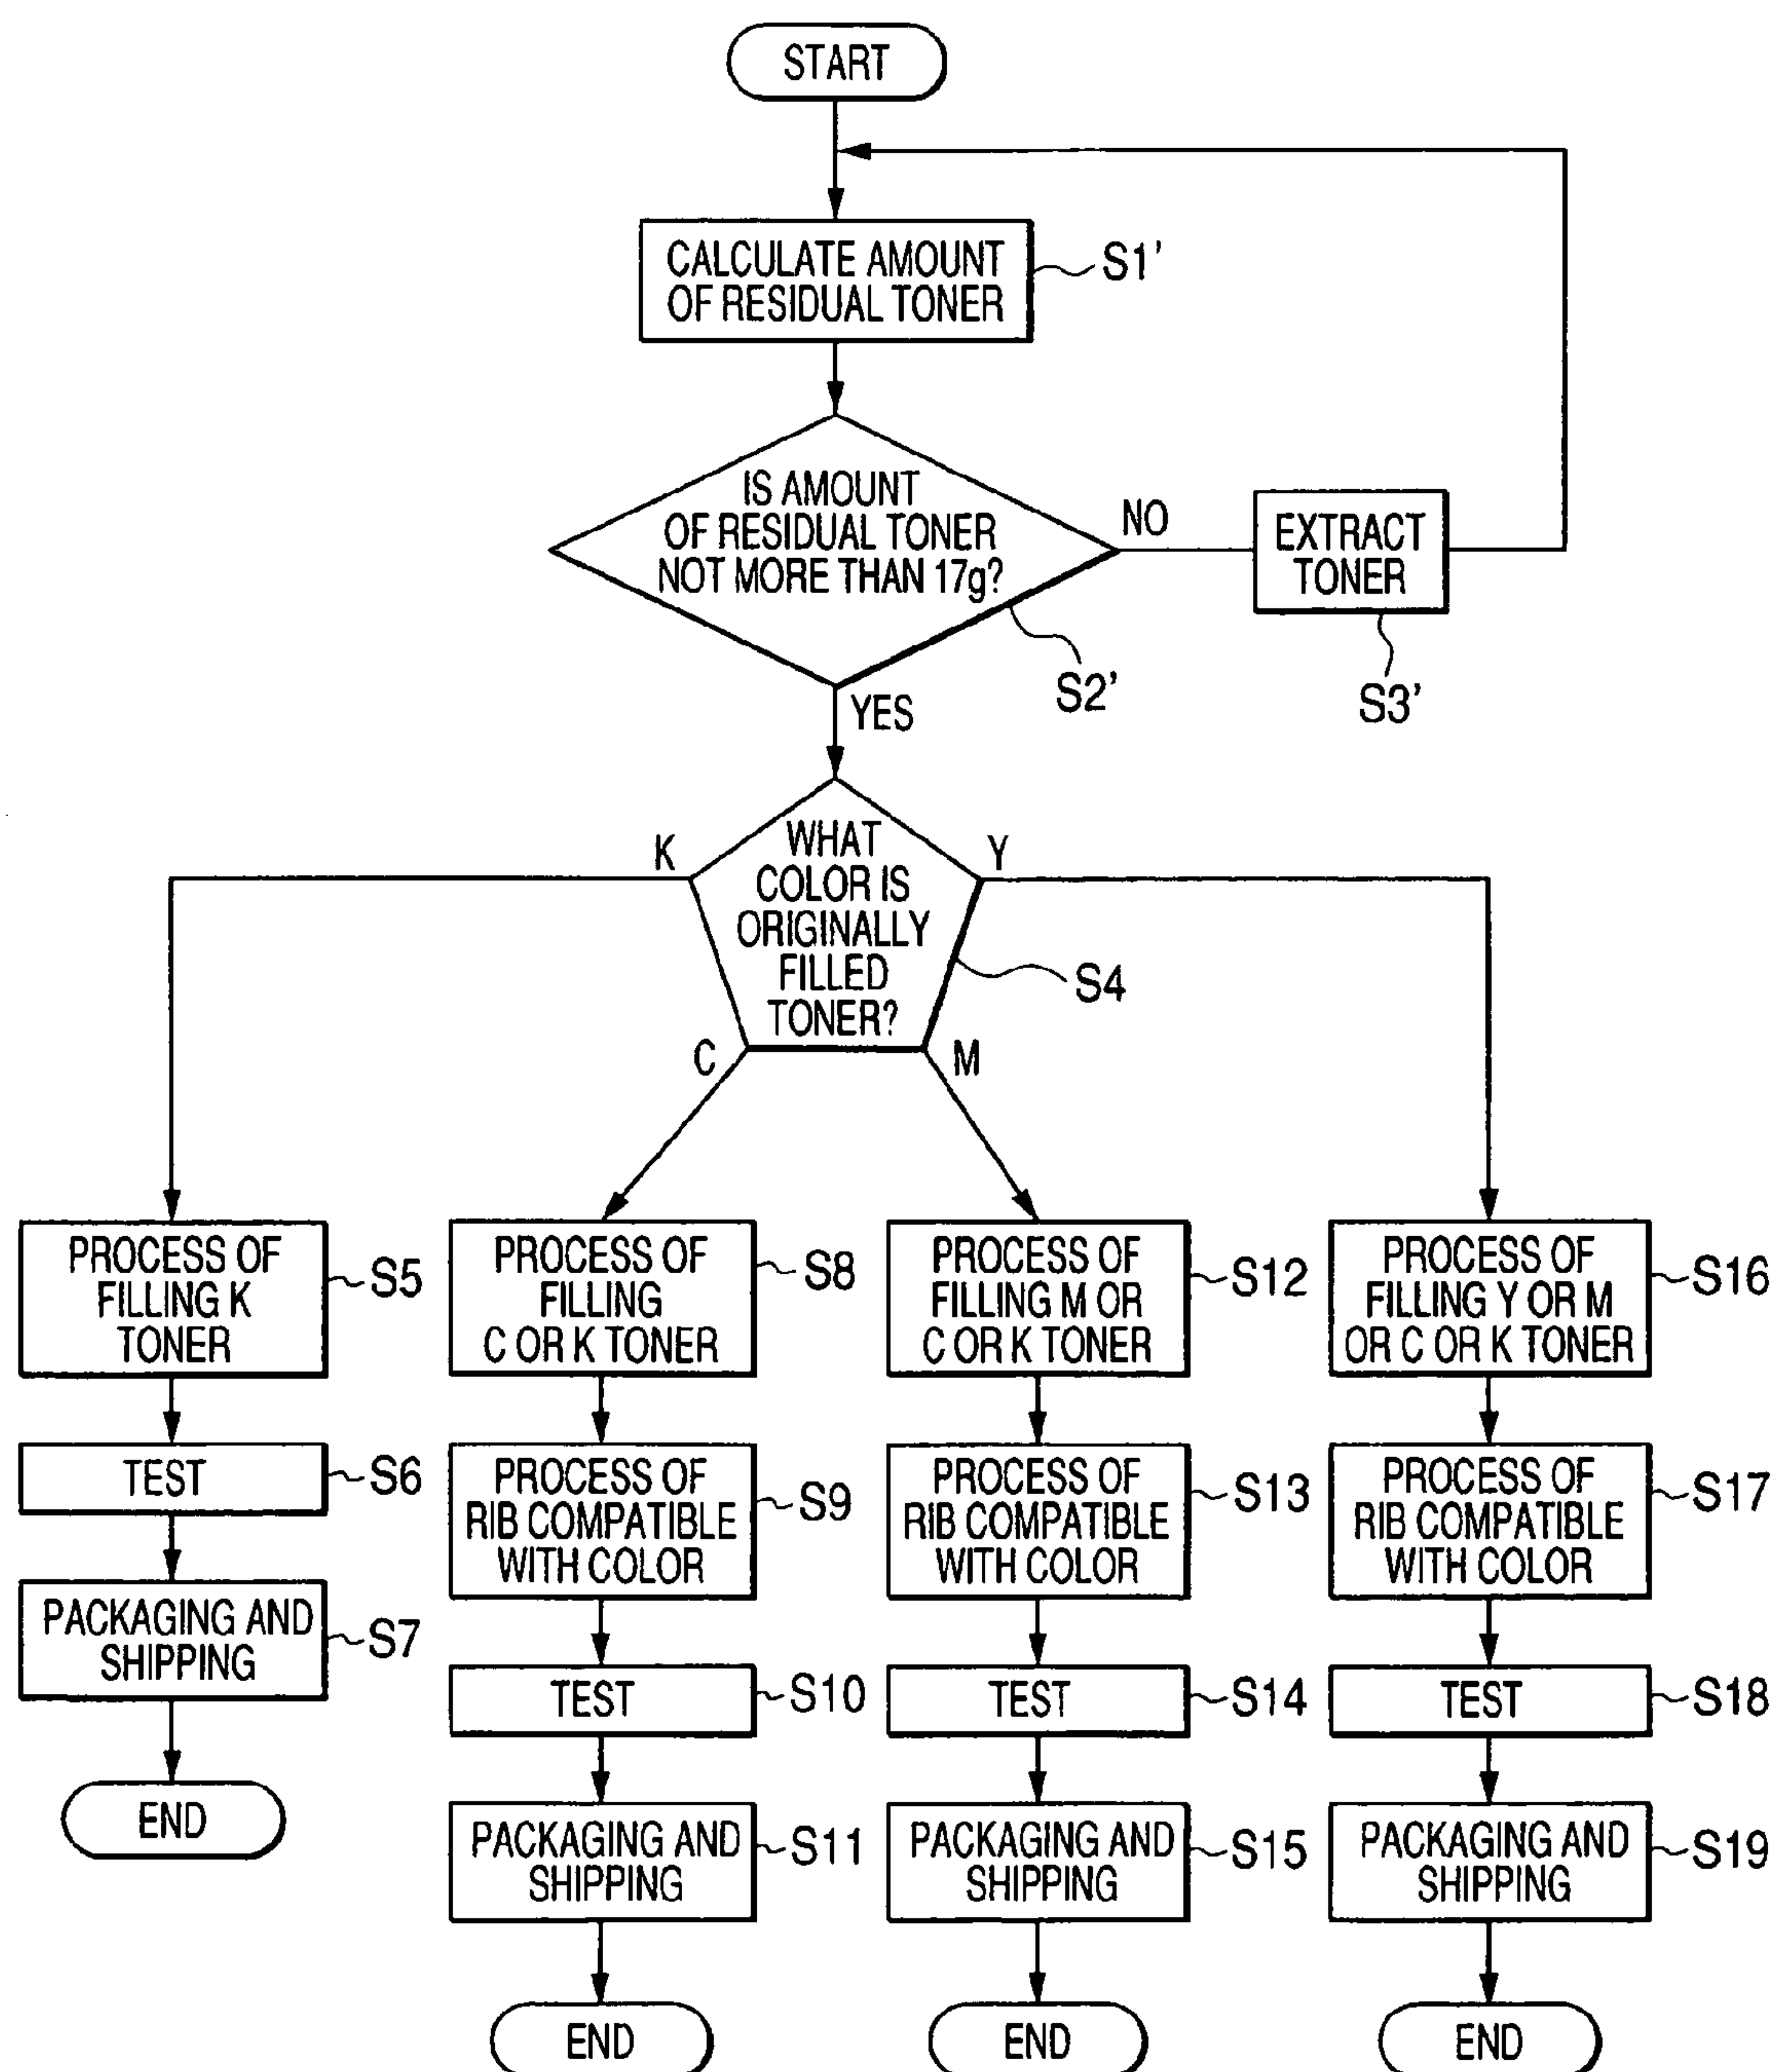 START
CALCULATE AMOUNT
OF RESIDUAL TONER
S1'
IS AMOUNT
OF RESIDUAL TONER
NOT MORE THAN 17g?
NO
EXTRACT
TONER
S2'
S3'
YES
WHAT
COLOR IS
ORIGINALLY
FILLED
TONER?
K
Y
S4
C
M
PROCESS OF
FILLING K
TONER
S5
PROCESS OF
FILLING
C OR K TONER
S8
PROCESS OF
FILLING M OR
C OR K TONER
S12
PROCESS OF
FILLING Y OR M
OR C OR K TONER
S16
TEST
S6
PROCESS OF
RIB COMPATIBLE
WITH COLOR
S9
PROCESS OF
RIB COMPATIBLE
WITH COLOR
S13
PROCESS OF
RIB COMPATIBLE
WITH COLOR
S17
PACKAGING AND
SHIPPING
S7
TEST
S10
TEST
S14
TEST
S18
END
PACKAGING AND
SHIPPING
S11
PACKAGING AND
SHIPPING
S15
PACKAGING AND
SHIPPING
S19
END
END
END